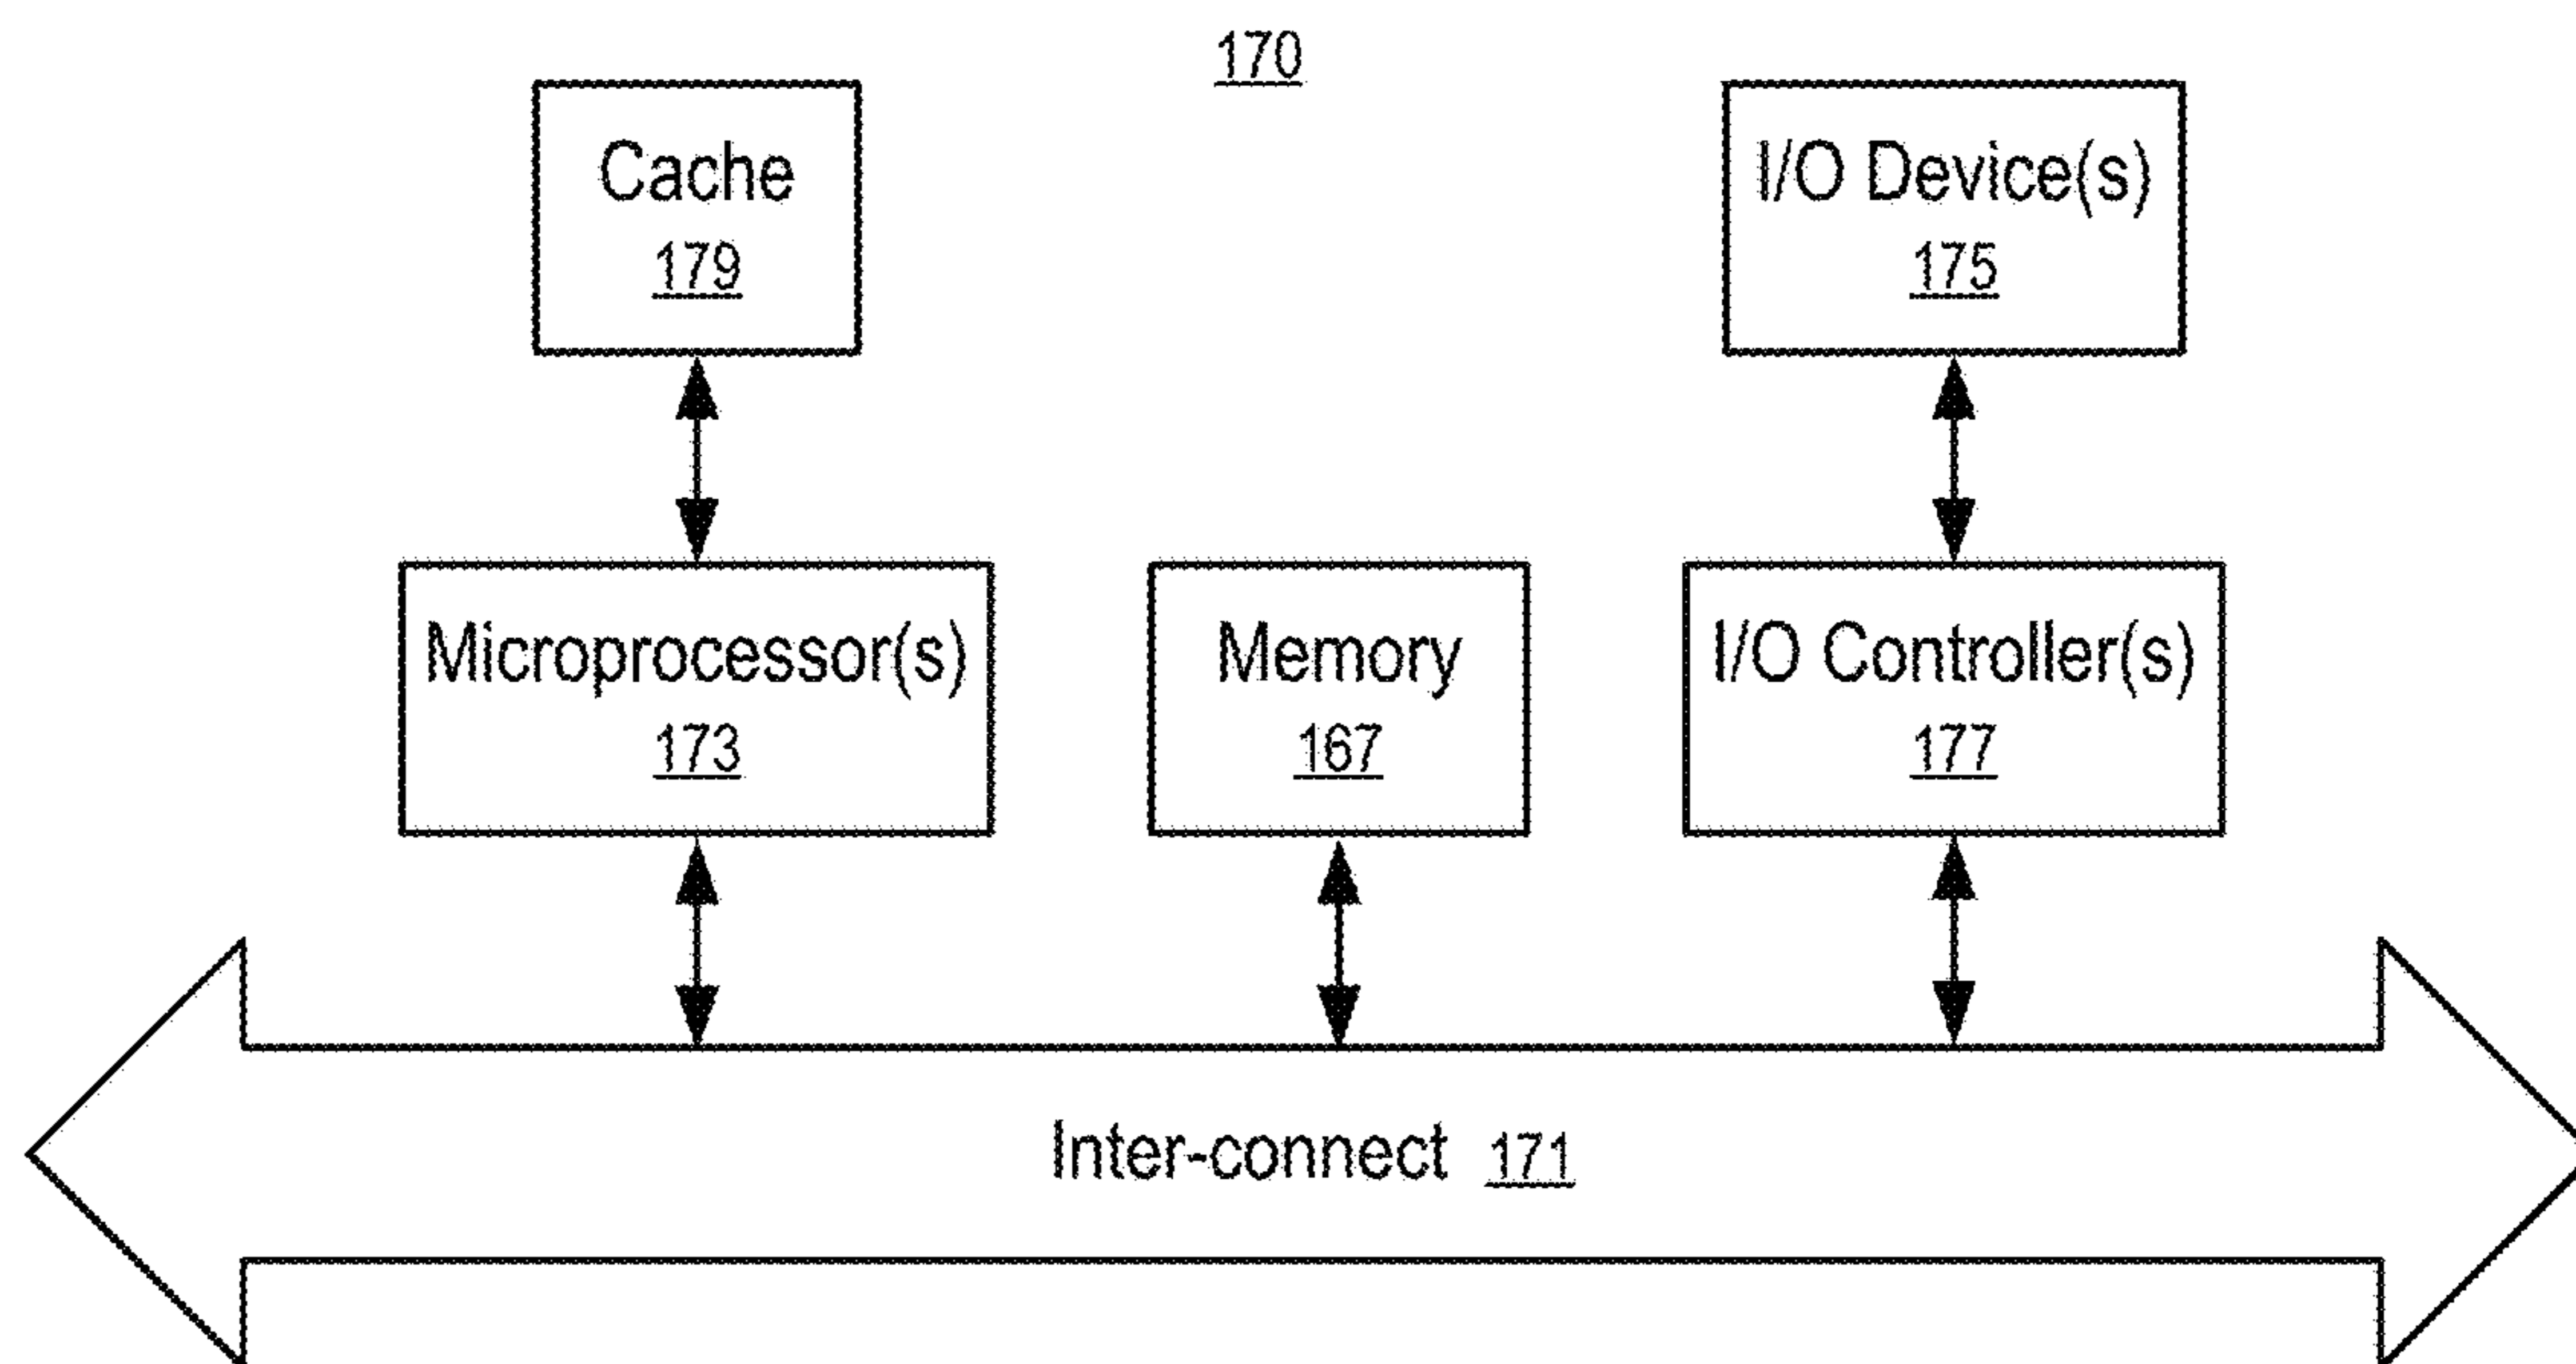 170
Cache
179
I/O Device(s)
175
Microprocessor(s)
173
Memory
167
I/O Controller(s)
177
Inter-connect 171